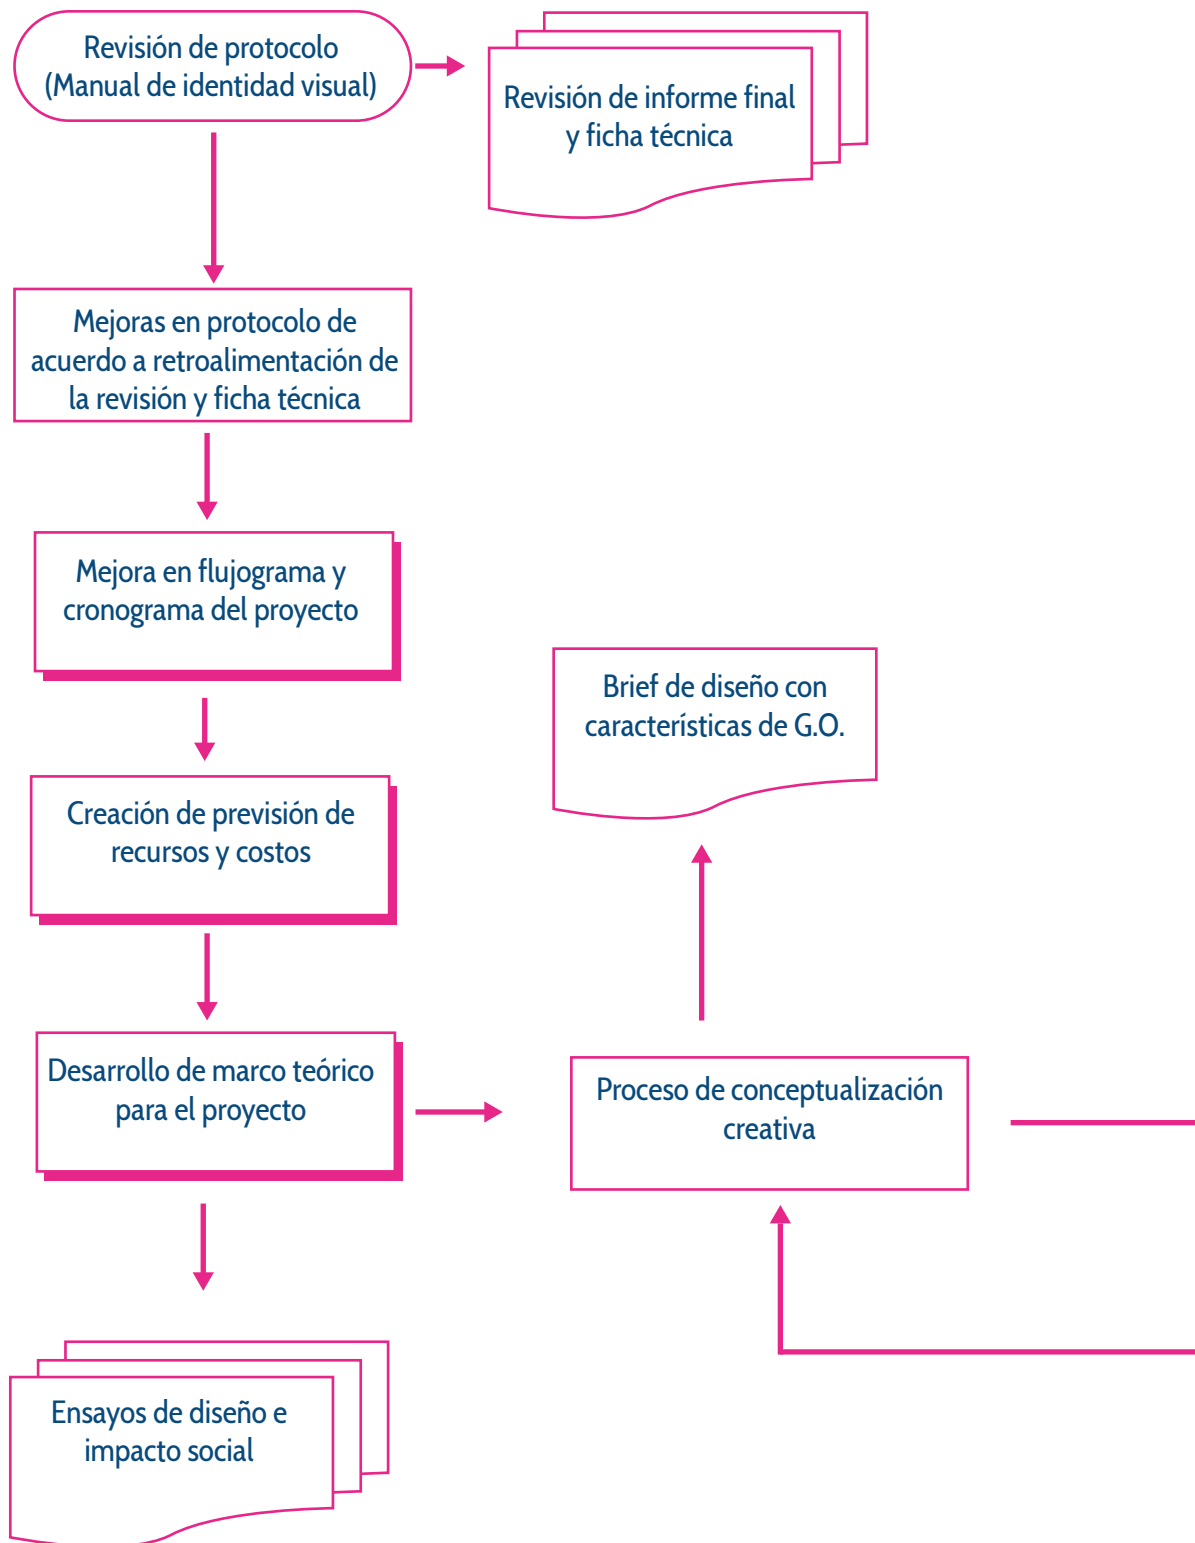 Revisión de protocolo
(Manual de identidad visual)
Revisión de informe final
y ficha técnica
Mejoras en protocolo de
acuerdo a retroalimentación de
la revisión y ficha técnica
Mejora en flujograma y
cronograma del proyecto
Brief de diseño con
características de G.O.
Creación de previsión de
recursos y costos
Desarrollo de marco teórico
para el proyecto
Proceso de conceptualización
creativa
Ensayos de diseño e
impacto social